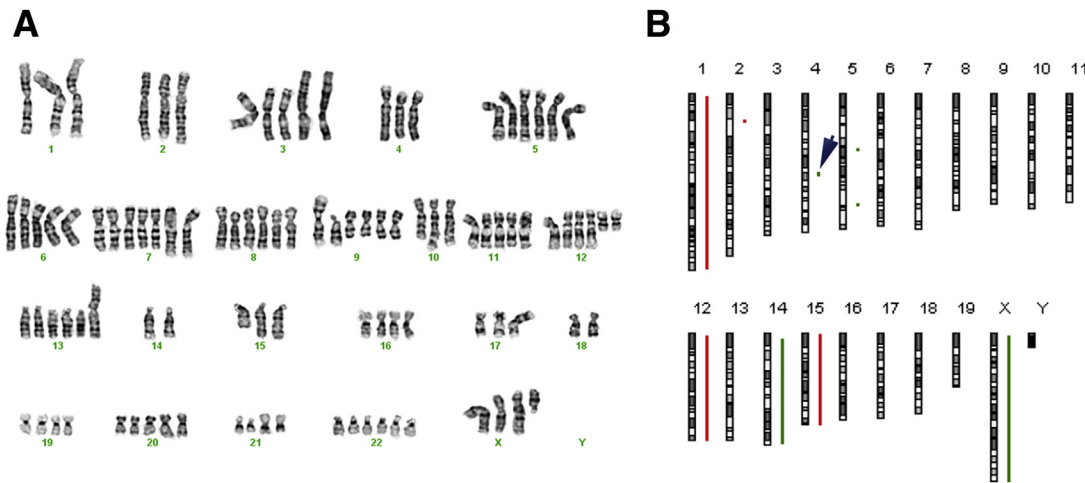 A
B
1 2 3 4 5
6 7 8 9 10 11 12
13 14 15 16 17 18
19 20 21 22 X Y
1 2 3 4 5 6 7 8 9 10 11
12 13 14 15 16 17 18 19 X Y